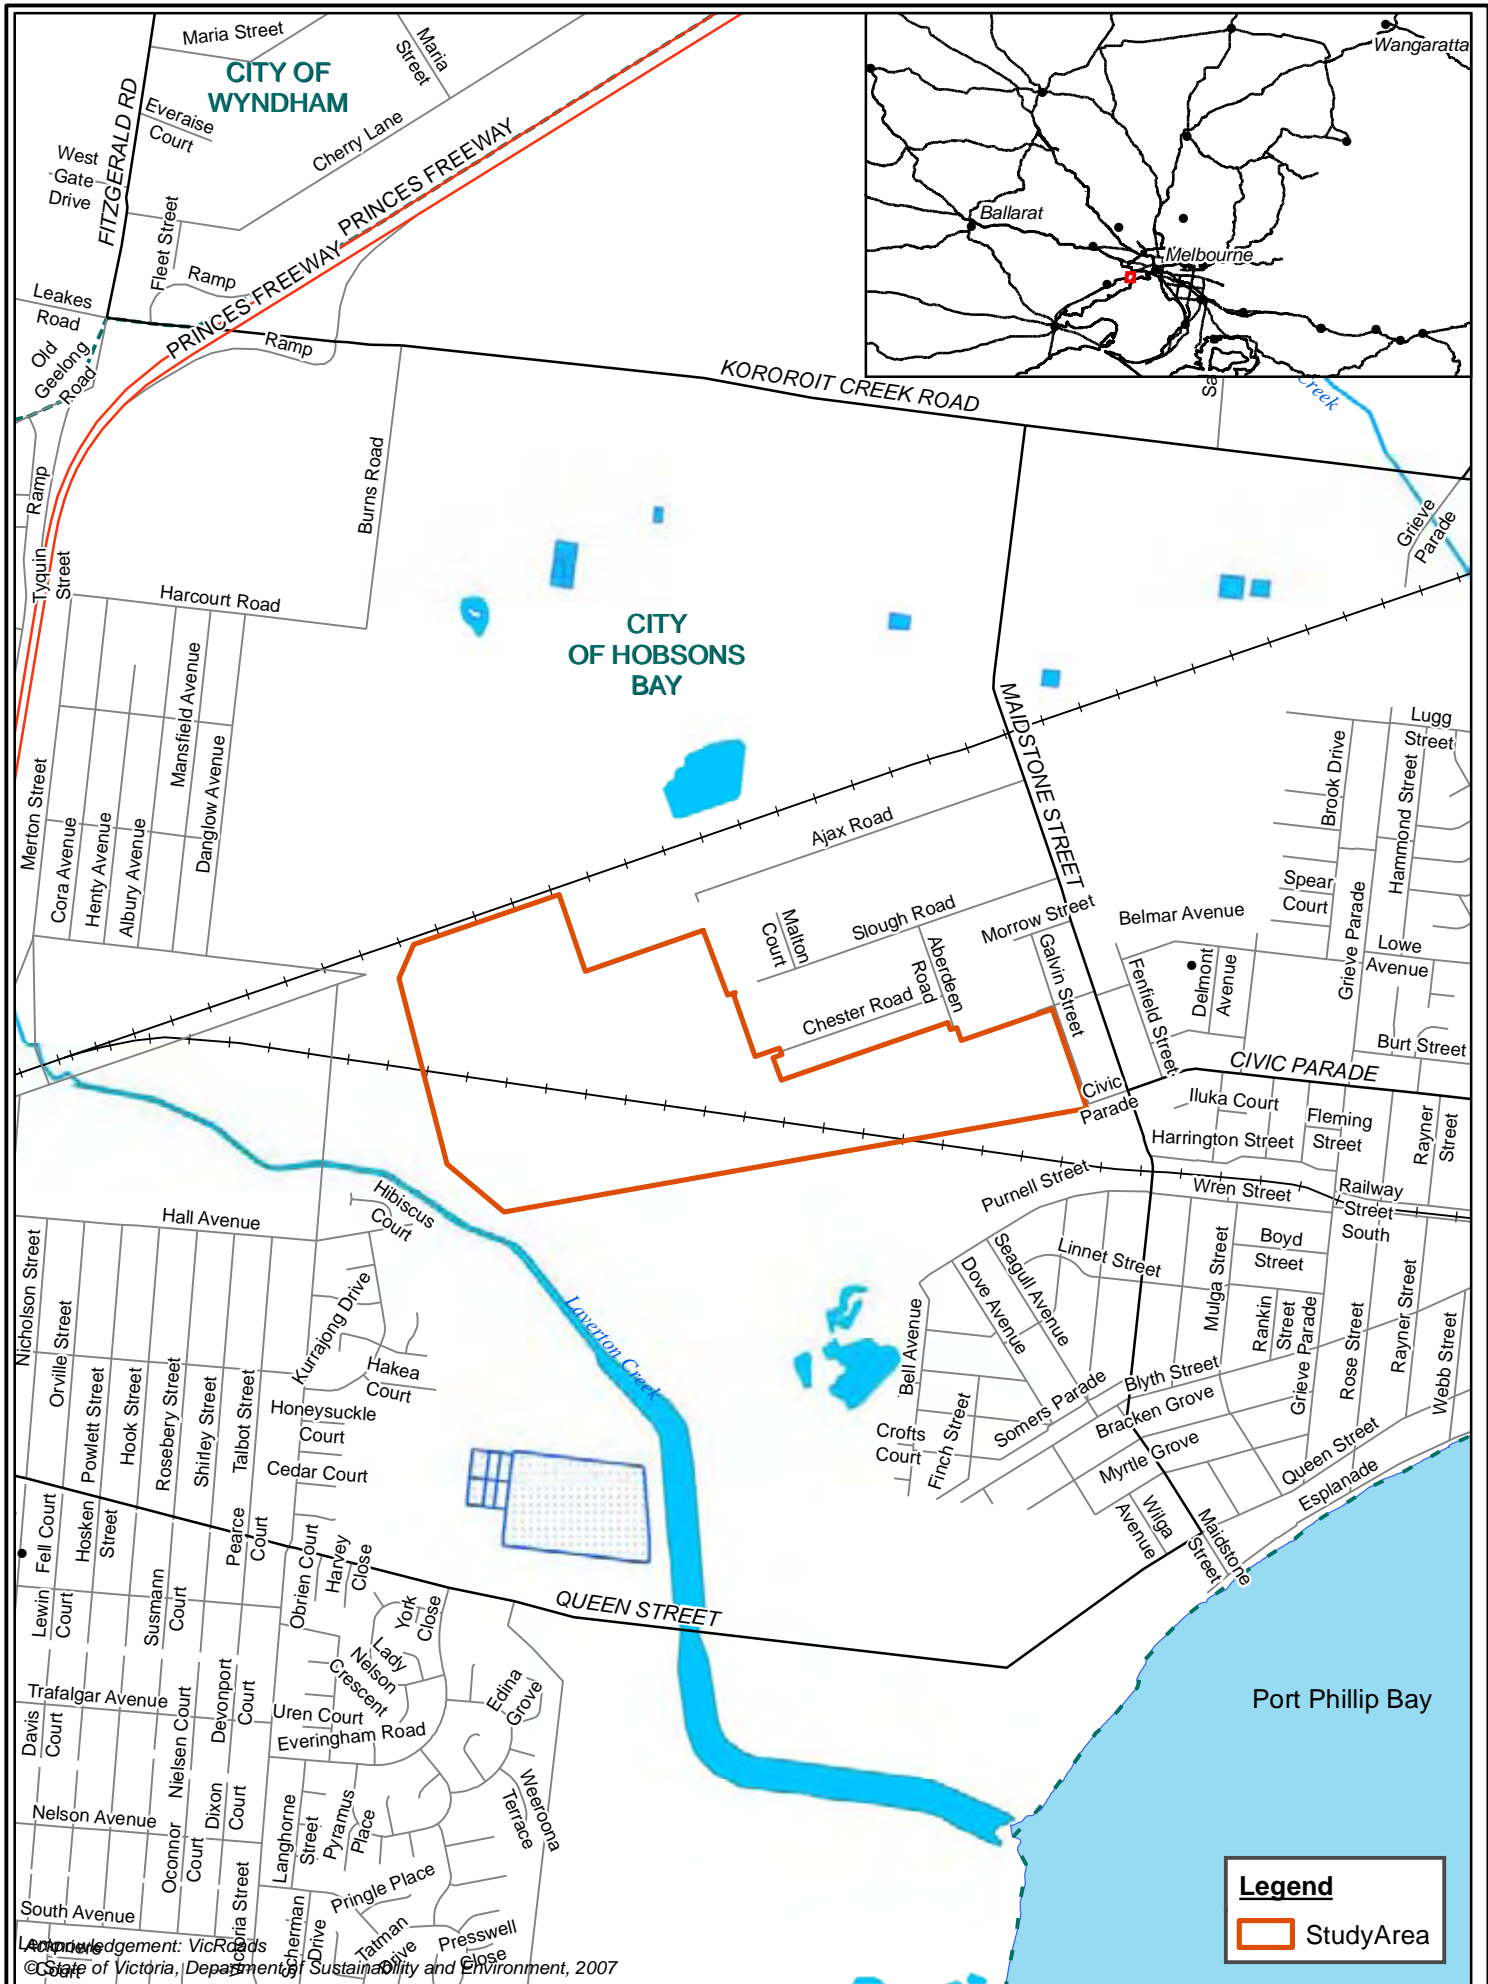 Maria Street
Maria
Street
CITY OF
WYNDHAM
FITZGERALD RD
Everaise
Court
Cherry Lane
West
Gate
Drive
PRINCES FREEWAY
Fleet Street
Ramp
PRINCES FREEWAY
Leakes
Road
Ramp
Old
Geelong
Road
Wangaratta
Ballarat
Melbourne
KOROROIT CREEK ROAD
Sa
Creek
Burns Road
Ramp
Grieve
Parade
Tyquin
Street
Harcourt Road
CITY
OF HOBSONS
BAY
Mansfield Avenue
MAIDSTONE STREET
Lugg
Street
Brook Drive
Hammond Street
Merton Street
Cora Avenue
Henty Avenue
Albury Avenue
Danglow Avenue
Ajax Road
Spear
Court
Malton
Court
Slough Road
Morrow Street
Belmar Avenue
Grieve Parade
Lowe
Avenue
Aberdeen
Road
Galvin Street
Fenfield Street
Delmont
Avenue
Chester Road
Burt Street
CIVIC PARADE
Civic
Parade
Iluka Court
Fleming
Street
Rayner
Street
Harrington Street
Purnell Street
Wren Street
Railway
Street
South
Hibiscus
Court
Hall Avenue
Linnet Street
Boyd
Street
Seagull Avenue
Dove Avenue
Mulga Street
Nicholson Street
Orville Street
Kurrajong Drive
Laverton Creek
Bell Avenue
Rankin
Street
Grieve Parade
Rose Street
Rayner Street
Webb Street
Hakea
Court
Powlett Street
Hook Street
Rosebery Street
Shirley Street
Talbot Street
Honeysuckle
Court
Cedar Court
Blyth Street
Somers Parade
Bracken Grove
Crofts
Court
Finch Street
Myrtle Grove
Queen Street
Esplanade
Wilga
Avenue
Maidstone
Street
Fell Court
Hosken
Street
Pearce
Court
Obrien Court
Harvey
Close
QUEEN STREET
Lewin
Court
Susmann
Court
York
Close
Lady
Nelson
Crescent
Edina
Grove
Port Phillip Bay
Trafalgar Avenue
Davis
Court
Nielsen Court
Devonport
Court
Uren Court
Everingham Road
Nelson Avenue
Oconnor
Court
Dixon
Court
Langhorne
Street
Pyramus
Place
Weeroona
Terrace
Pringle Place
South Avenue
Victoria Street
Scherman
Drive
Tatman
Drive
Presswell
Close
Lempriere
Court
Legend
StudyArea
Acknowledgement: VicRoads
© State of Victoria, Department of Sustainability and Environment, 2007